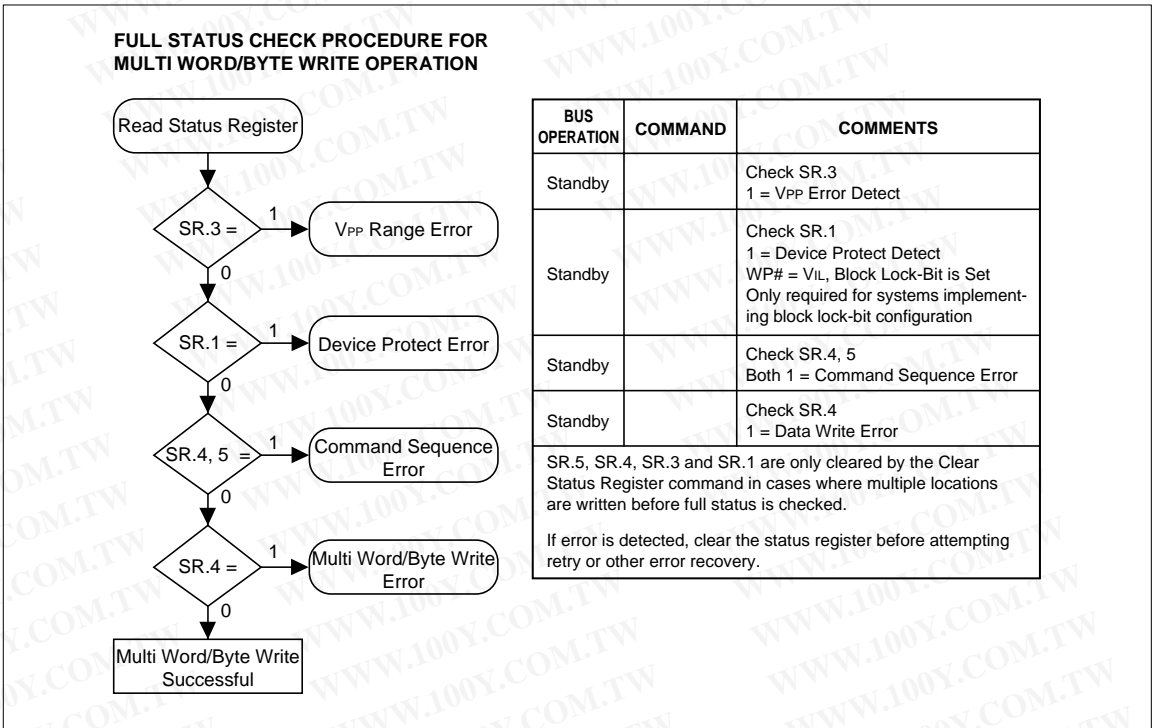 FULL STATUS CHECK PROCEDURE FOR
MULTI WORD/BYTE WRITE OPERATION
Read Status Register
SR.3 =
1
VPP Range Error
0
SR.1 =
1
Device Protect Error
0
SR.4, 5 =
1
Command Sequence
Error
0
SR.4 =
1
Multi Word/Byte Write
Error
0
Multi Word/Byte Write
Successful
BUS
OPERATION
COMMAND
COMMENTS
Standby
Check SR.3
1 = VPP Error Detect
Standby
Check SR.1
1 = Device Protect Detect
WP# = VIL, Block Lock-Bit is Set
Only required for systems implement-
ing block lock-bit configuration
Standby
Check SR.4, 5
Both 1 = Command Sequence Error
Standby
Check SR.4
1 = Data Write Error
SR.5, SR.4, SR.3 and SR.1 are only cleared by the Clear
Status Register command in cases where multiple locations
are written before full status is checked.
If error is detected, clear the status register before attempting
retry or other error recovery.
WWW.100Y.COM.TW